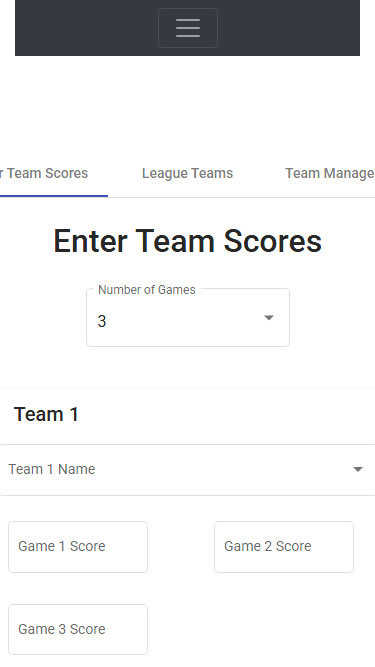 r Team Scores League Teams Team Manage
Enter Team Scores
Number of Games
3
Team 1
Team 1 Name
Game 1 Score Game 2 Score
Game 3 Score